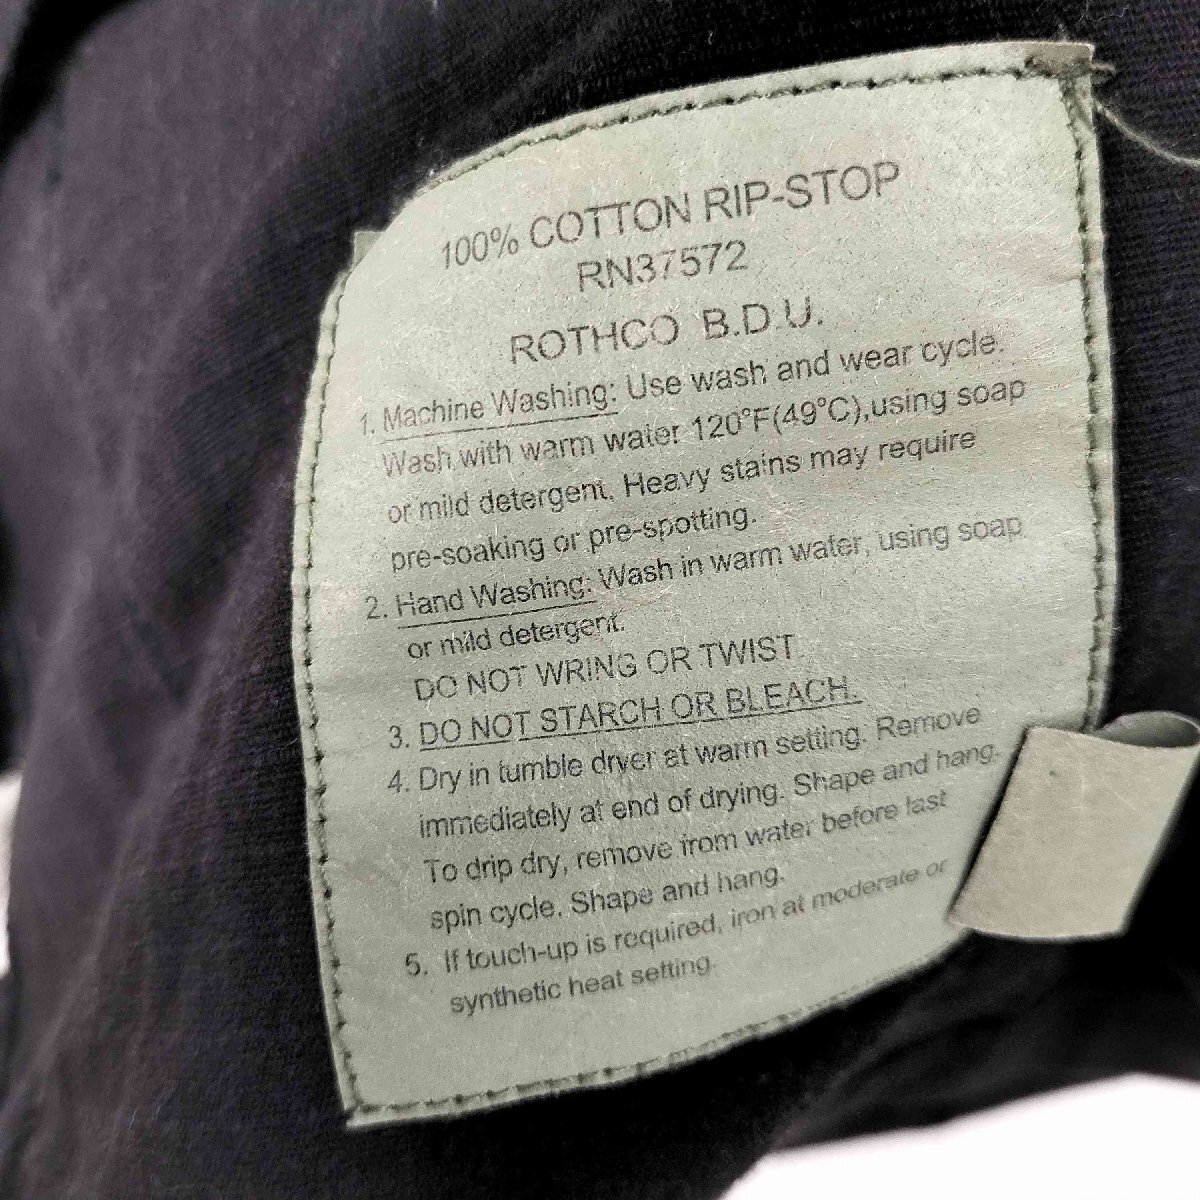 100% COTTON RIP-STOP
RN37572
ROTHCO B.D.U.
1. Machine Washing: Use wash and wear cycle.
Wash with warm water 120°F(49°C),using soap
or mild detergent. Heavy stains may require
pre-soaking or pre-spotting.
2. Hand Washing: Wash in warm water, using soap
or mild detergent.
DO NOT WRING OR TWIST.
3. DO NOT STARCH OR BLEACH.
4. Dry in tumble dryer at warm setting. Remove
immediately at end of drying. Shape and hang.
To drip dry, remove from water before last
spin cycle. Shape and hang.
5. If touch-up is required, iron at moderate or
synthetic heat setting.